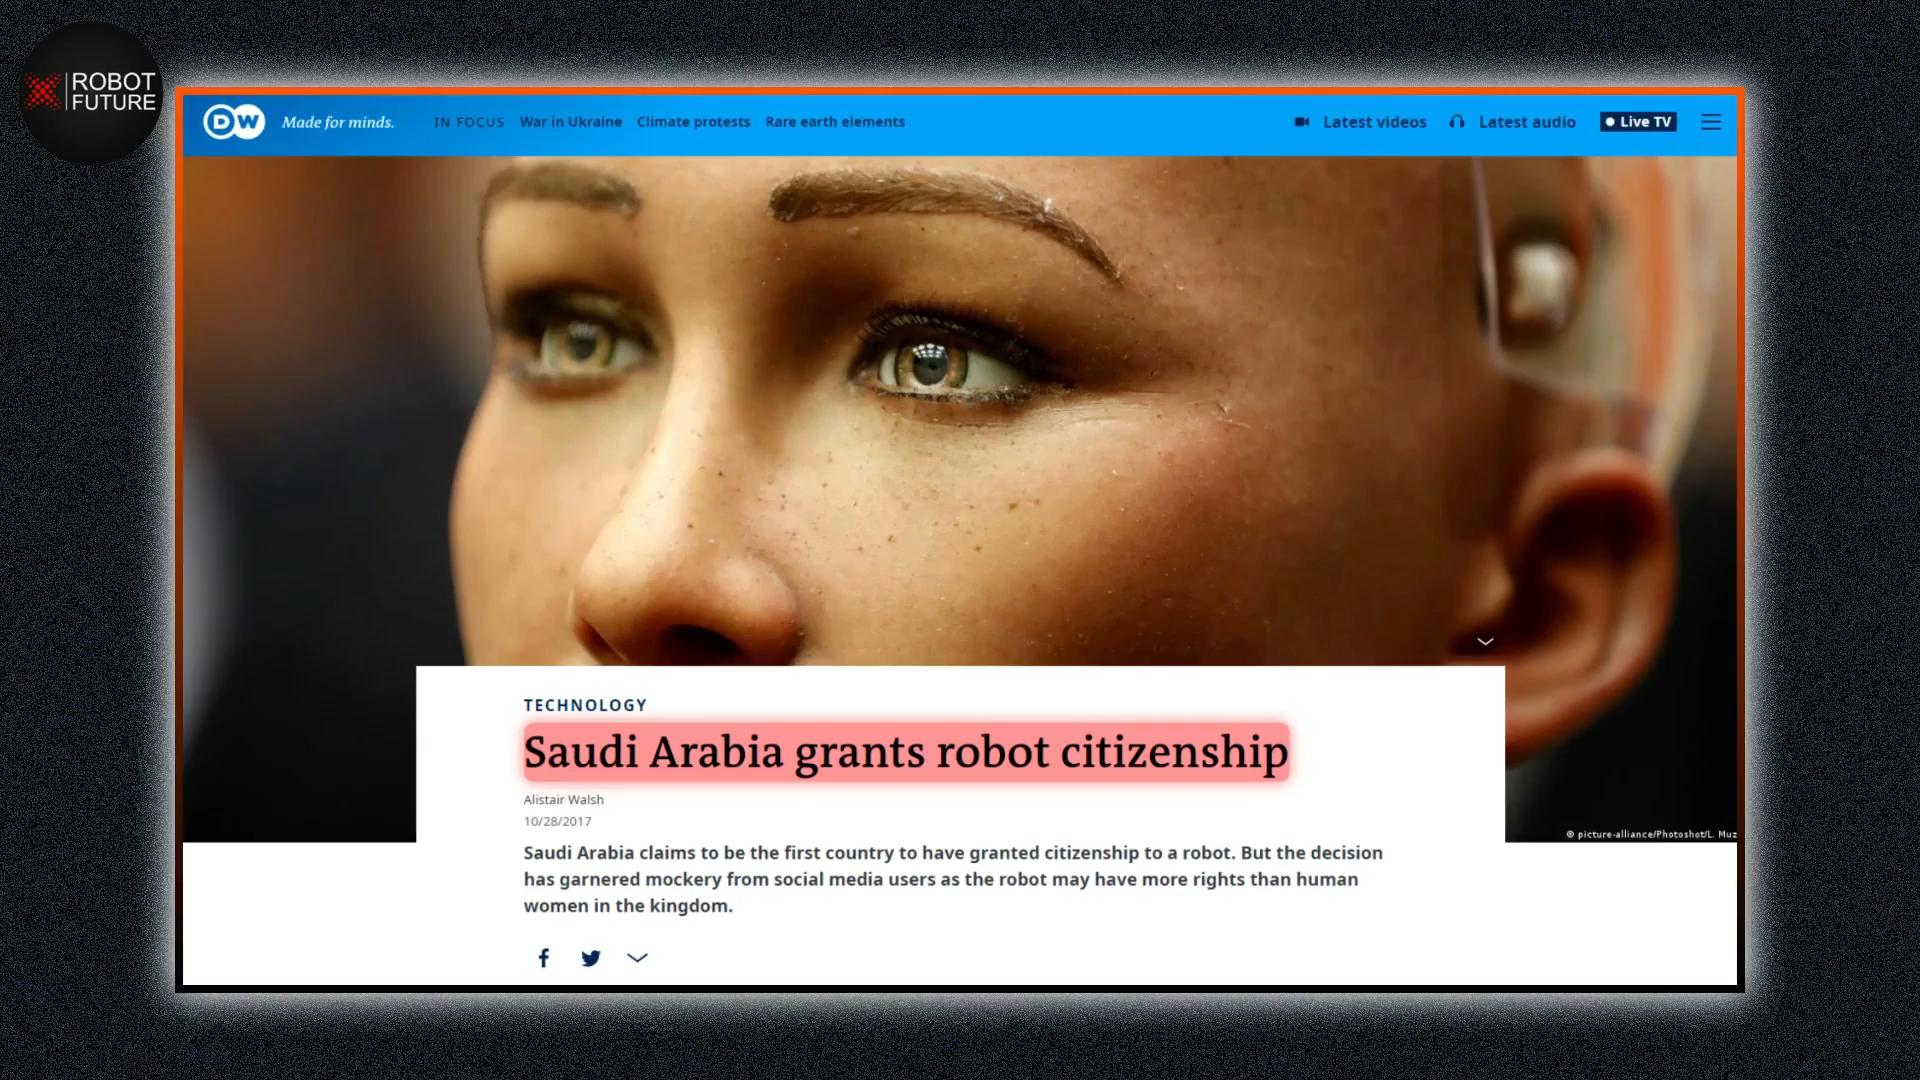 ROBOT
FUTURE
DW Made for minds. IN FOCUS War in Ukraine Climate protests Rare earth elements Latest videos Latest audio Live TV
TECHNOLOGY
Saudi Arabia grants robot citizenship
Alistair Walsh
10/28/2017
© picture-alliance/Photoshot/L. Muz
Saudi Arabia claims to be the first country to have granted citizenship to a robot. But the decision
has garnered mockery from social media users as the robot may have more rights than human
women in the kingdom.